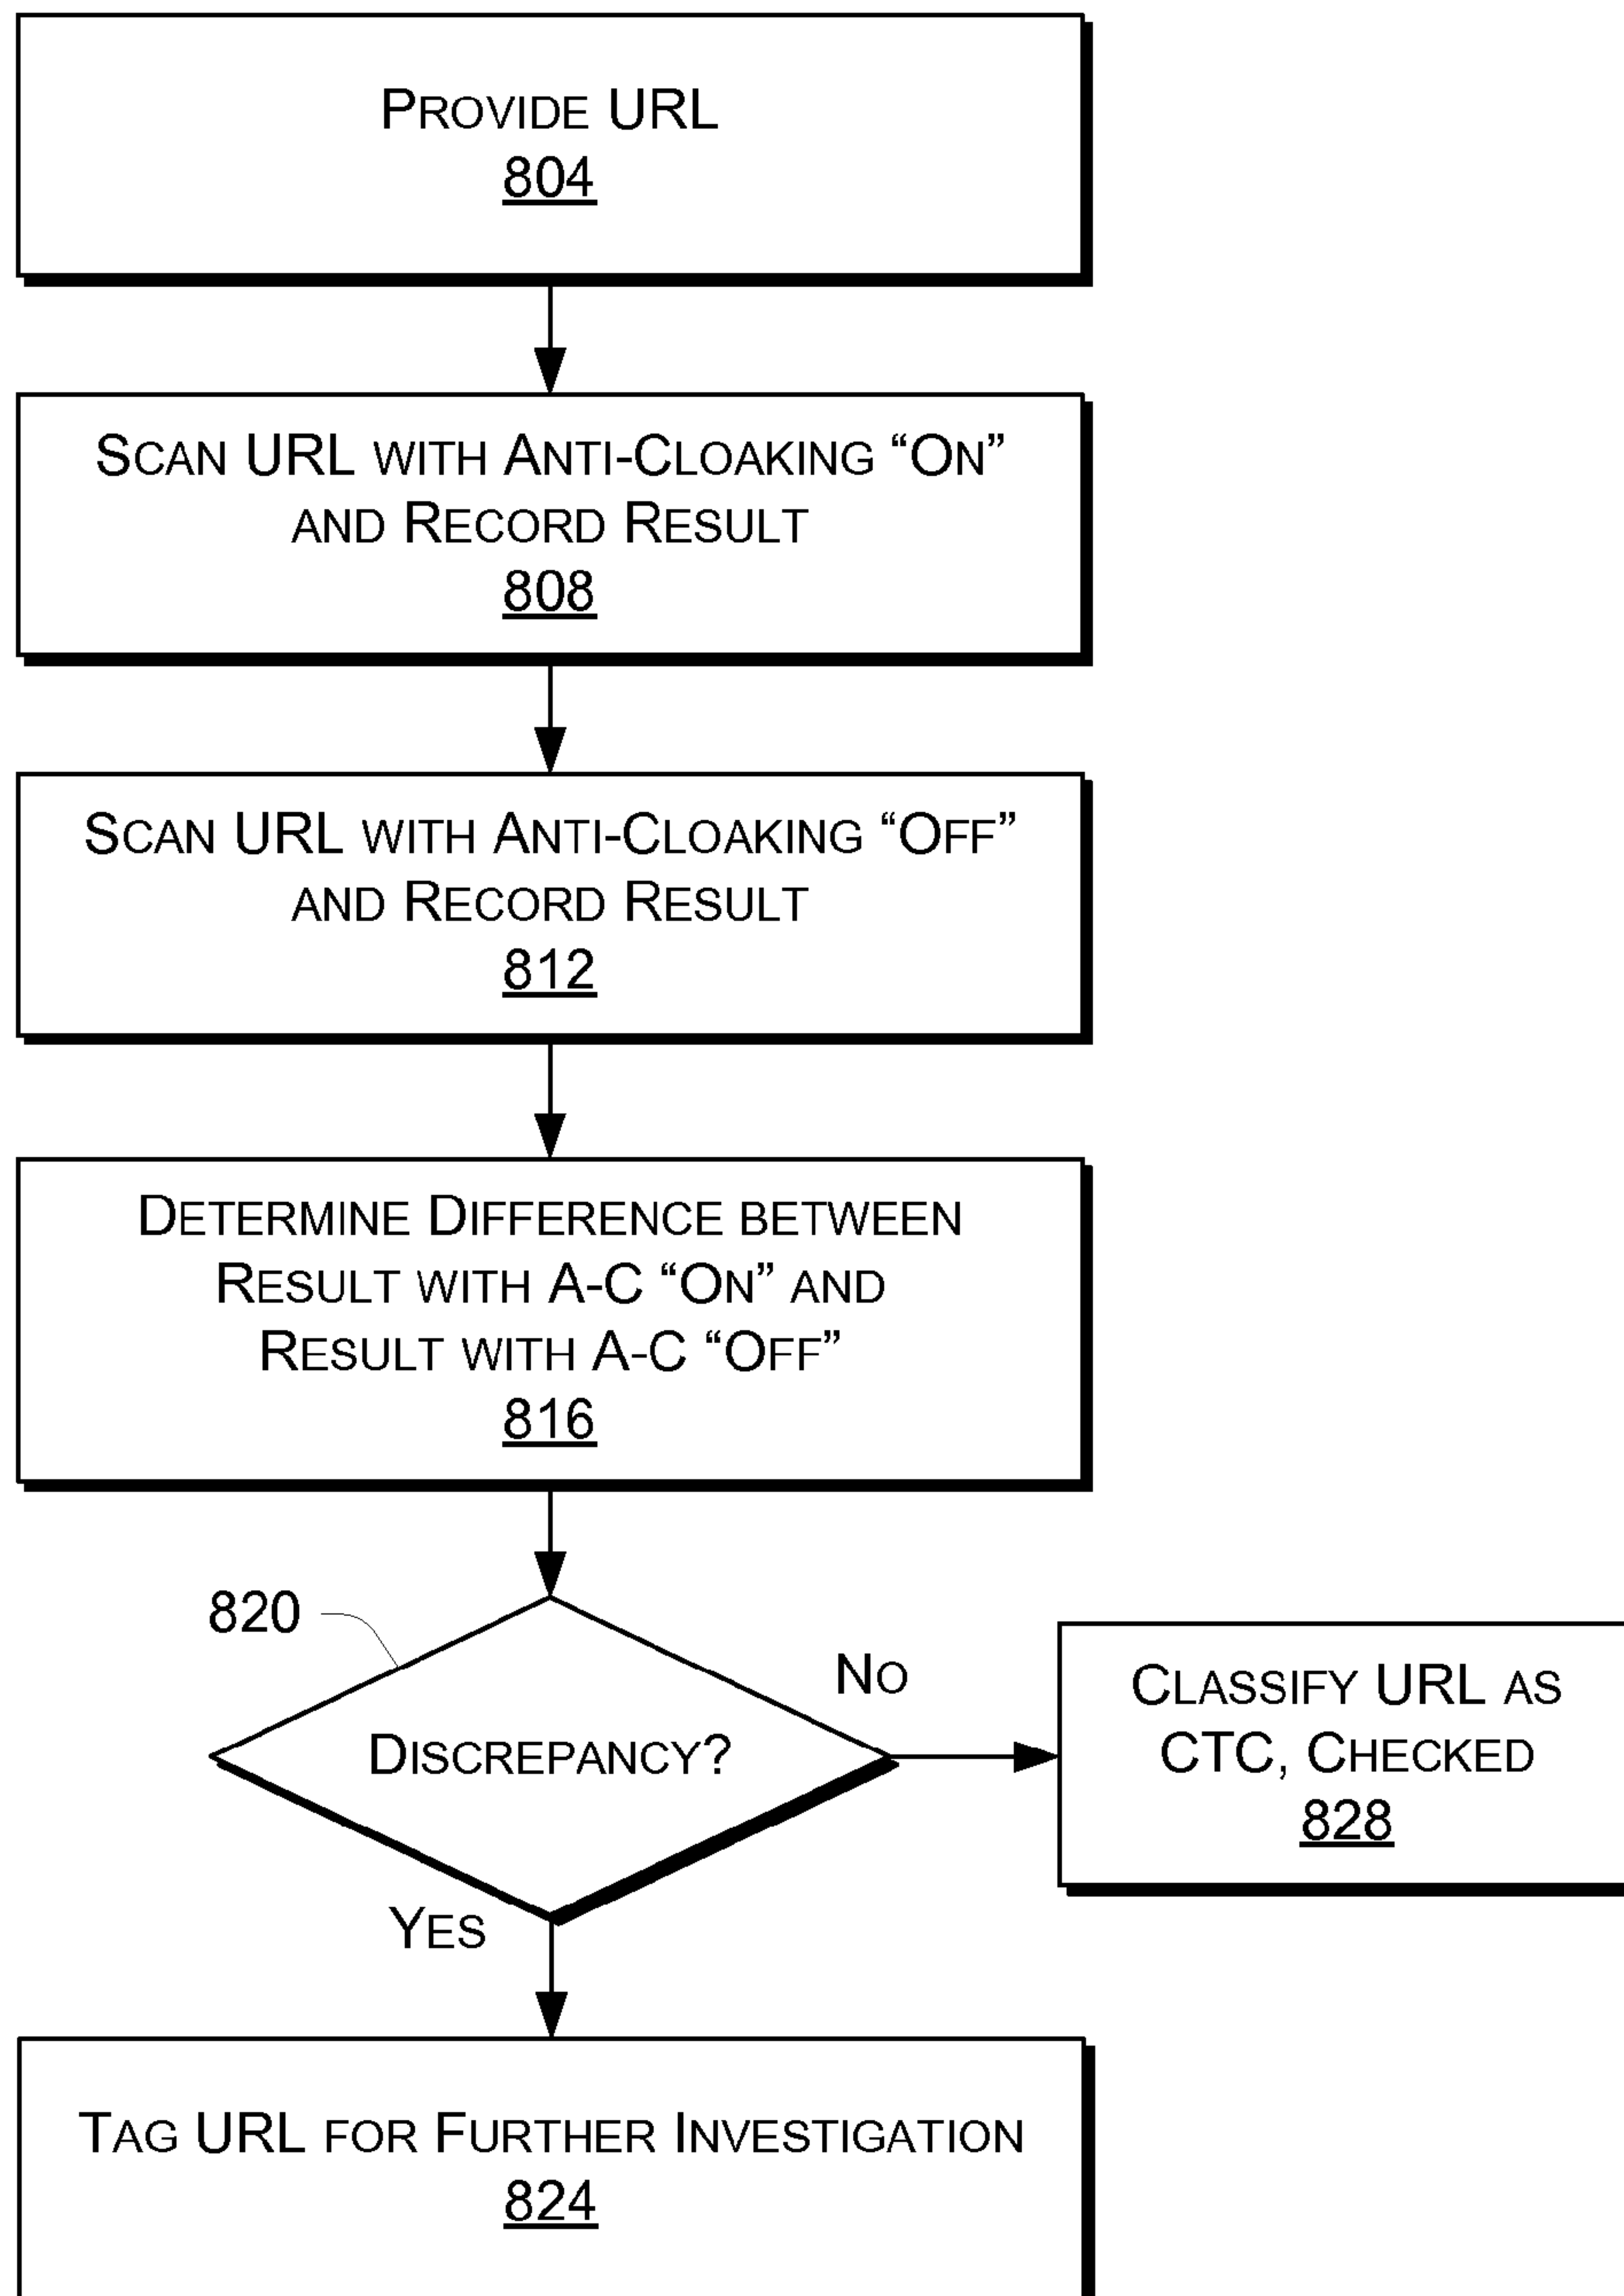 PROVIDE URL
804
SCAN URL WITH ANTI-CLOAKING “ON”
AND RECORD RESULT
808
SCAN URL WITH ANTI-CLOAKING “OFF”
AND RECORD RESULT
812
DETERMINE DIFFERENCE BETWEEN
RESULT WITH A-C “ON” AND
RESULT WITH A-C “OFF”
816
820
DISCREPANCY?
NO
CLASSIFY URL AS
CTC, CHECKED
828
YES
TAG URL FOR FURTHER INVESTIGATION
824